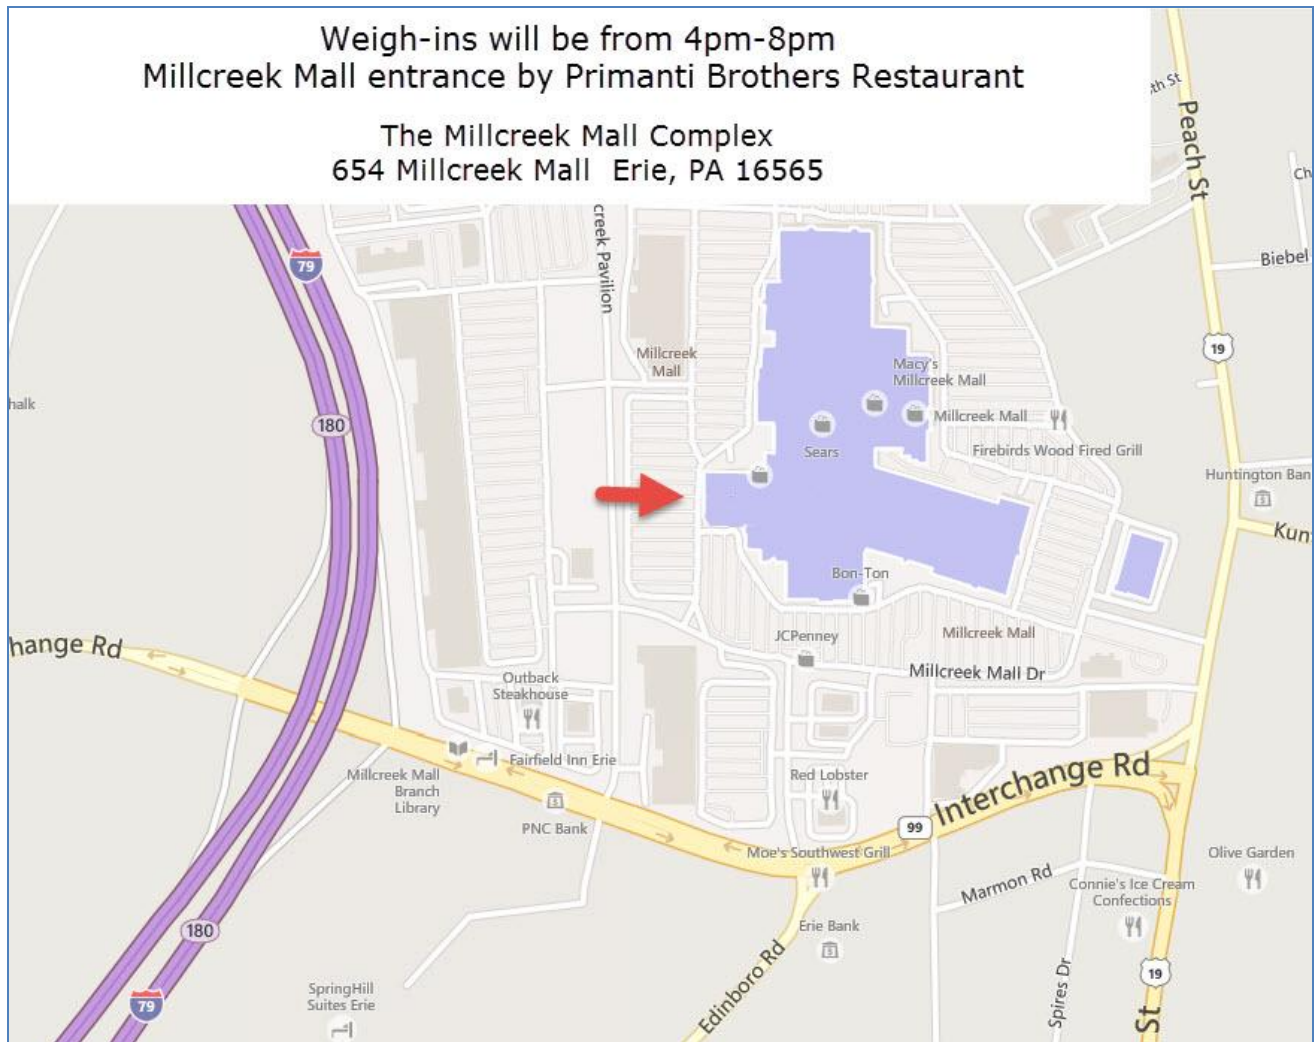 Weigh-ins will be from 4pm-8pm
Millcreek Mall entrance by Primanti Brothers Restaurant
The Millcreek Mall Complex
654 Millcreek Mall  Erie, PA 16565
th St
Peach St
Ch
Biebel
creek Pavilion
79
19
Millcreek
Mall
Macy's
Millcreek Mall
halk
180
Millcreek Mall
Sears
Firebirds Wood Fired Grill
Huntington Ban
Kun
Bon-Ton
hange Rd
JCPenney
Millcreek Mall
Millcreek Mall Dr
Outback
Steakhouse
Fairfield Inn Erie
Millcreek Mall
Branch
Library
Red Lobster
Interchange Rd
PNC Bank
99
Moe's Southwest Grill
Olive Garden
Marmon Rd
Connie's Ice Cream
Confections
180
Erie Bank
Edinboro Rd
19
SpringHill
Suites Erie
79
Spires Dr
St